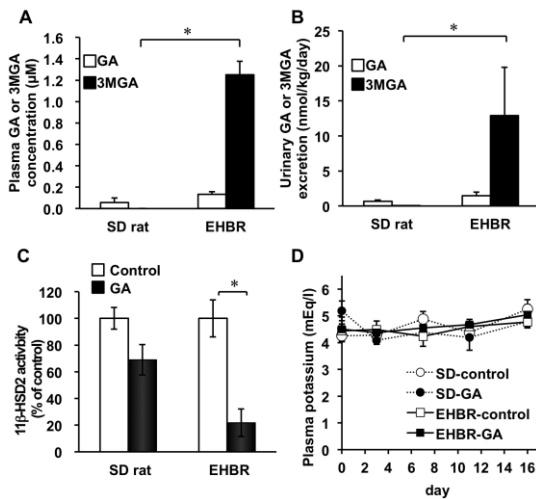 A
*
GA
3MGA
Plasma GA or 3MGA
concentration (μM)
1.6
1.4
1.2
1.0
0.8
0.6
0.4
0.2
0.0
SD rat
EHBR
B
*
GA
3MGA
Urinary GA or 3MGA
excretion (nmol/kg/day)
25
20
15
10
5
0
SD rat
EHBR
C
Control
GA
*
11β-HSD2 activbity
(% of control)
120
100
80
60
40
20
0
SD rat
EHBR
D
Plasma potassium (mEq/l)
6
5
4
3
2
1
0
SD-control
SD-GA
EHBR-control
EHBR-GA
0 2 4 6 8 10 12 14 16
day